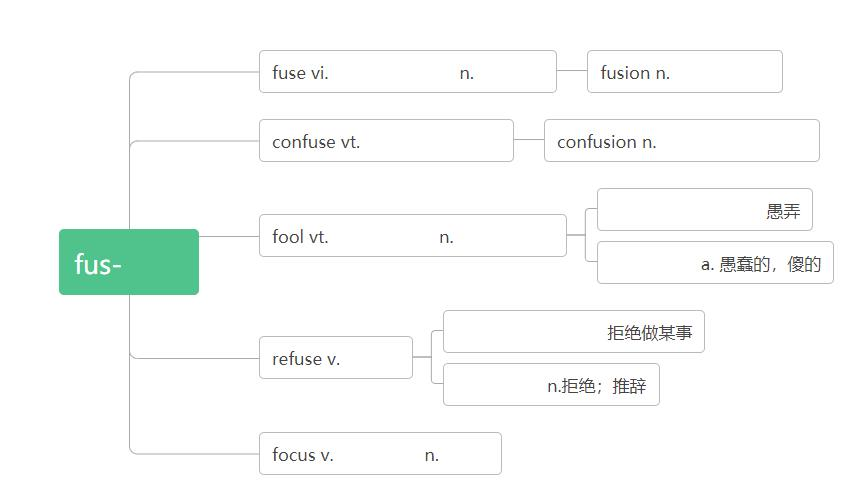 fuse vi. n.
fusion n.
confuse vt.
confusion n.
愚弄
fool vt. n.
a. 愚蠢的，傻的
fus-
拒绝做某事
refuse v.
n.拒绝；推辞
focus v. n.